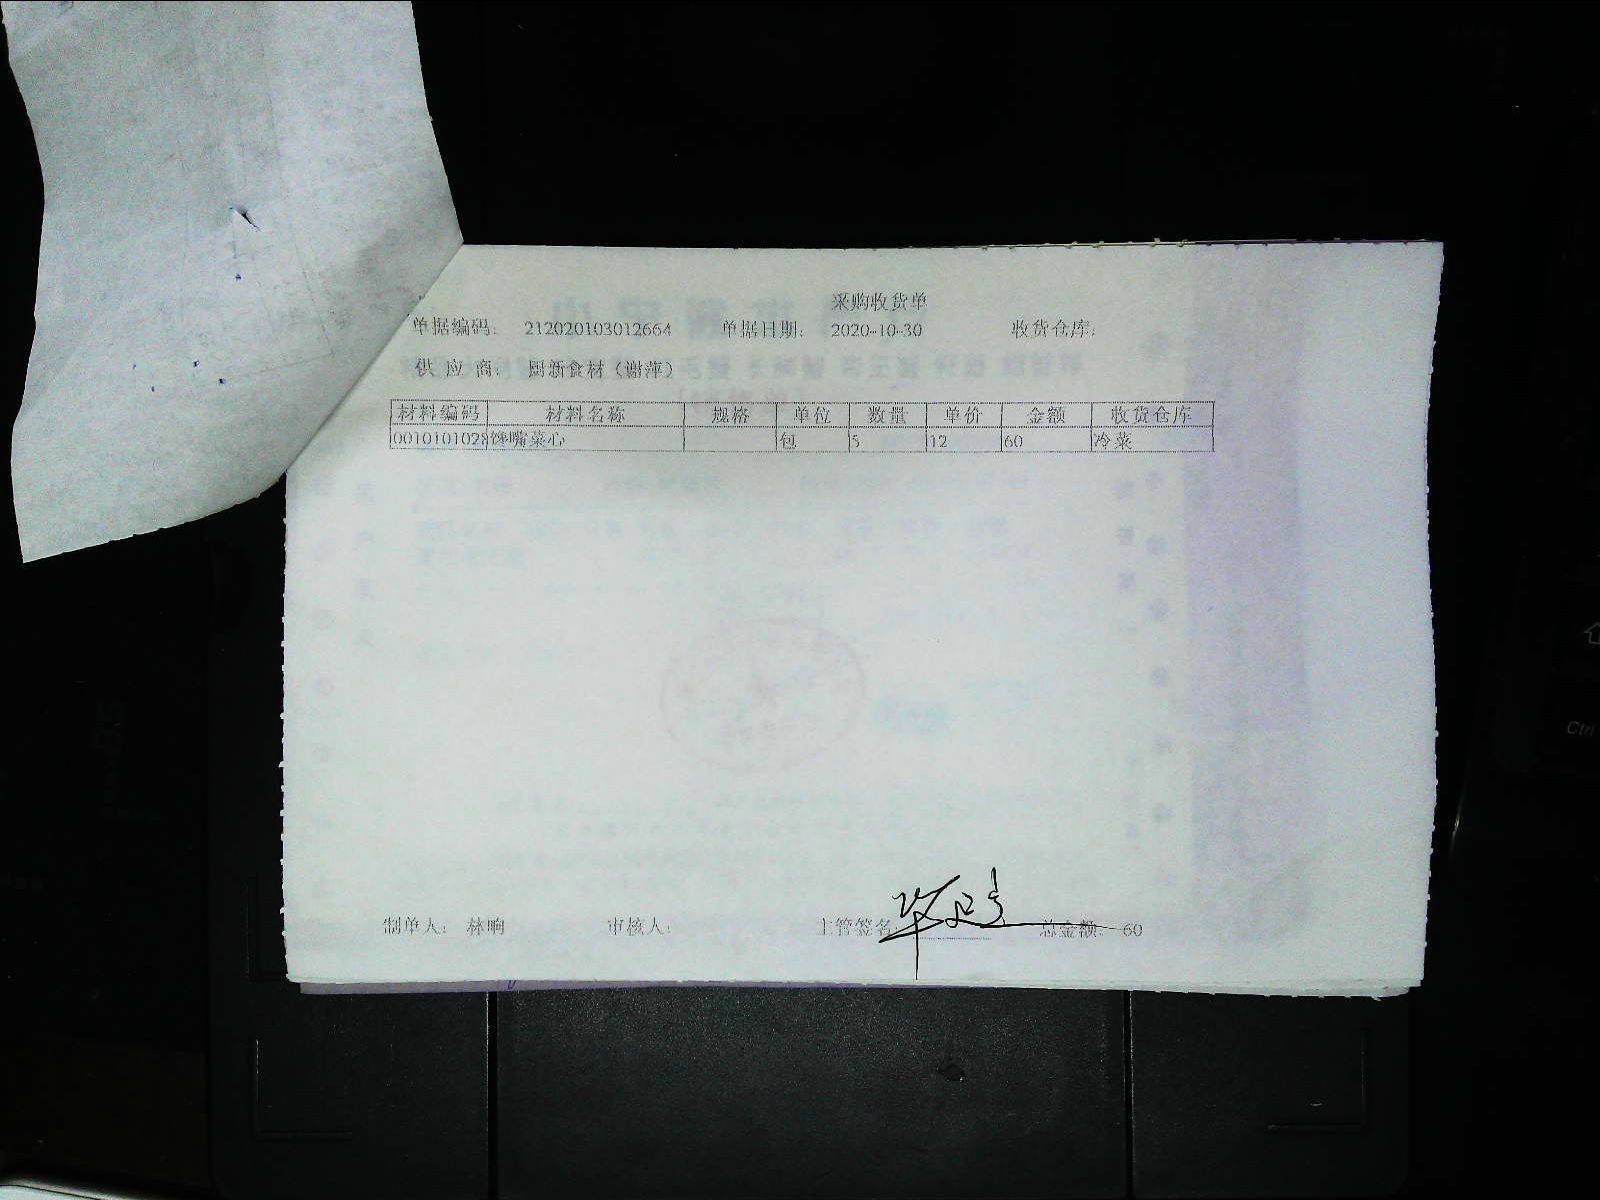 采购收货单
单据编码： 212020103012664 单据日期： 2020-10-30 收货仓库：
供 应 商： 圆新食材（谢萍）
材料编码 材料名称 规格 单位 数量 单价 金额 收货仓库
0010101028 馋嘴菜心 包 5 12 60 冷菜
制单人： 林响 审核人： 主管签名： 总金额： 60
Ctrl